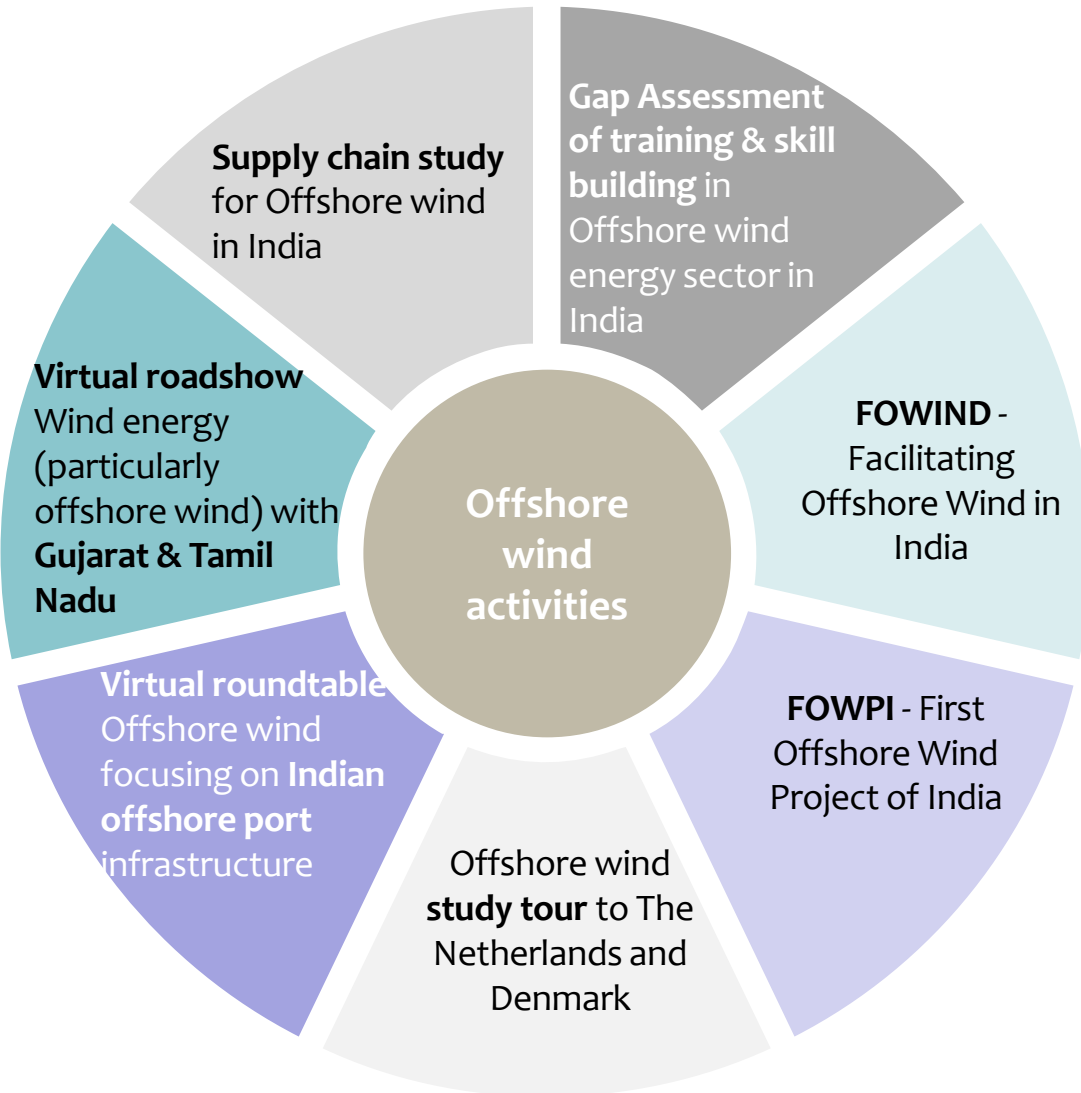 Gap Assessment
of training & skill
building in
Offshore wind
energy sector in
India
FOWIND -
Facilitating
Offshore Wind in
India
FOWPI - First
Offshore Wind
Project of India
Offshore wind
study tour to The
Netherlands and
Denmark
Virtual roundtable
Offshore wind
focusing on Indian
offshore port
infrastructure
Virtual roadshow
Wind energy
(particularly
offshore wind) with
Gujarat & Tamil
Nadu
Supply chain study
for Offshore wind
in India
Offshore
wind
activities